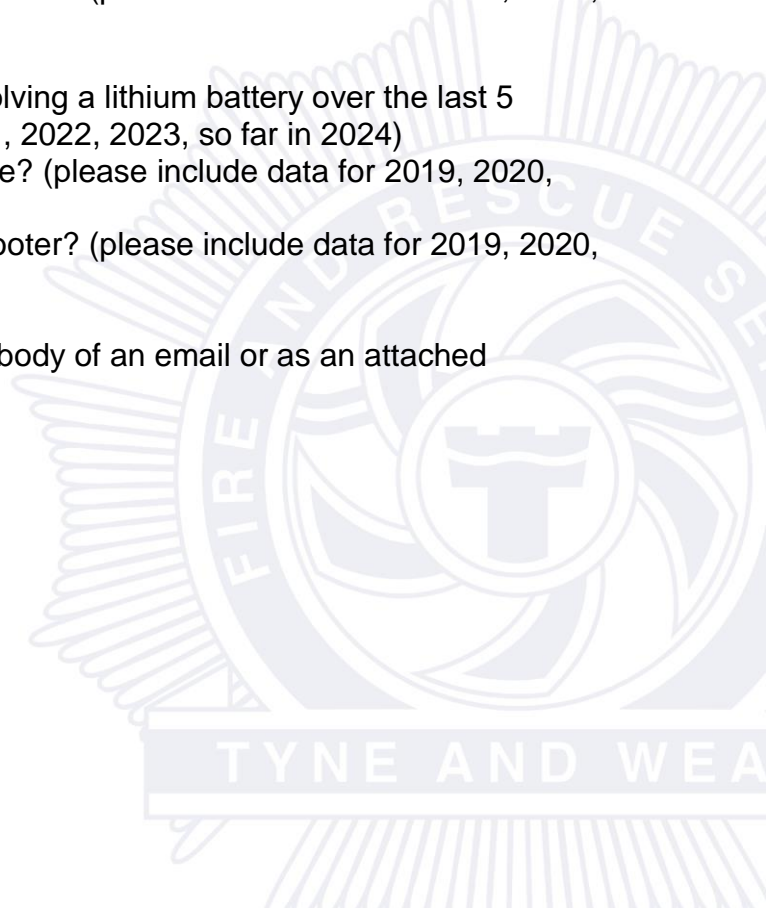 olving a lithium battery over the last 5
, 2022, 2023, so far in 2024)
e? (please include data for 2019, 2020,
ooter? (please include data for 2019, 2020,
body of an email or as an attached
FIRE AND RESCUE SE
TYNE AND WEA